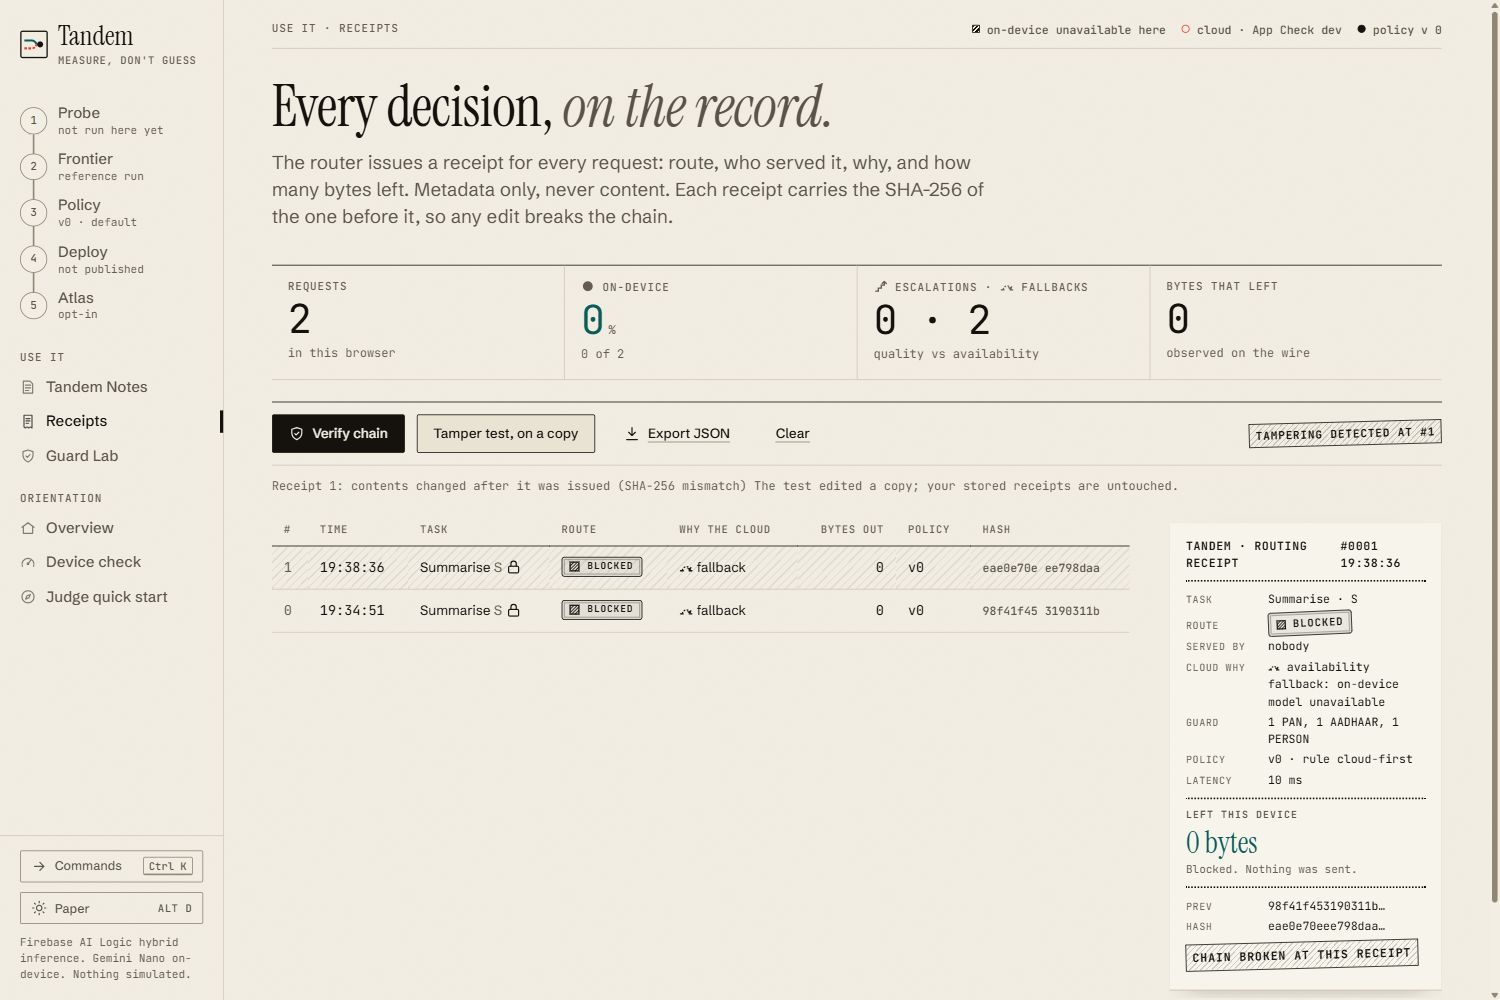 Tandem
MEASURE, DON'T GUESS
1 Probe
not run here yet
2 Frontier
reference run
3 Policy
v0 · default
4 Deploy
not published
5 Atlas
opt-in
USE IT
Tandem Notes
Receipts
Guard Lab
ORIENTATION
Overview
Device check
Judge quick start
Commands Ctrl K
Paper ALT D
Firebase AI Logic hybrid
inference. Gemini Nano on-
device. Nothing simulated.
USE IT · RECEIPTS
on-device unavailable here cloud · App Check dev policy v 0
Every decision, on the record.
The router issues a receipt for every request: route, who served it, why, and how
many bytes left. Metadata only, never content. Each receipt carries the SHA-256 of
the one before it, so any edit breaks the chain.
REQUESTS
2
in this browser
ON-DEVICE
0 %
0 of 2
ESCALATIONS · FALLBACKS
0 · 2
quality vs availability
BYTES THAT LEFT
0
observed on the wire
Verify chain Tamper test, on a copy Export JSON Clear TAMPERING DETECTED AT #1
Receipt 1: contents changed after it was issued (SHA-256 mismatch) The test edited a copy; your stored receipts are untouched.
# TIME TASK ROUTE WHY THE CLOUD BYTES OUT POLICY HASH
1 19:38:36 Summarise S BLOCKED fallback 0 v0 eae0e70e ee798daa
0 19:34:51 Summarise S BLOCKED fallback 0 v0 98f41f45 3190311b
TANDEM · ROUTING #0001
RECEIPT 19:38:36
TASK Summarise · S
ROUTE BLOCKED
SERVED BY nobody
CLOUD WHY availability
fallback: on-device
model unavailable
GUARD 1 PAN, 1 AADHAAR, 1
PERSON
POLICY v0 · rule cloud-first
LATENCY 10 ms
LEFT THIS DEVICE
0 bytes
Blocked. Nothing was sent.
PREV 98f41f453190311b…
HASH eae0e70eee798daa…
CHAIN BROKEN AT THIS RECEIPT